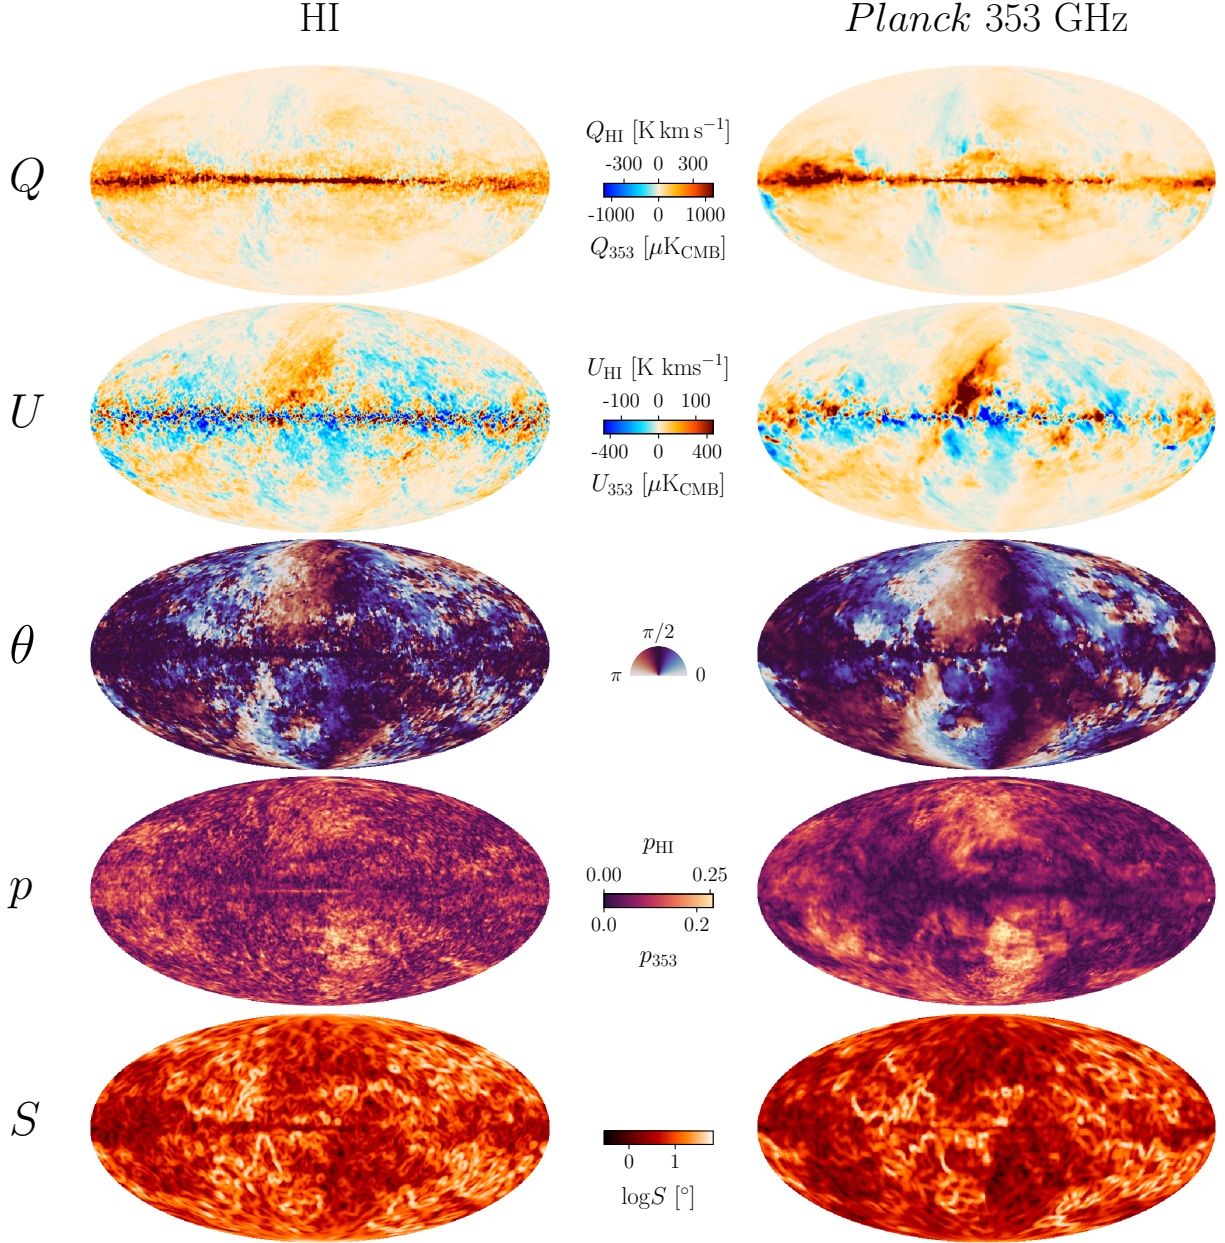 HI
Planck 353 GHz
Q
Q_HI [K km s⁻¹]
-300 0 300
-1000 0 1000
Q_353 [μK_CMB]
U
U_HI [K kms⁻¹]
-100 0 100
-400 0 400
U_353 [μK_CMB]
θ
π/2
π 0
p
p_HI
0.00 0.25
0.0 0.2
p_353
S
0 1
logS [°]